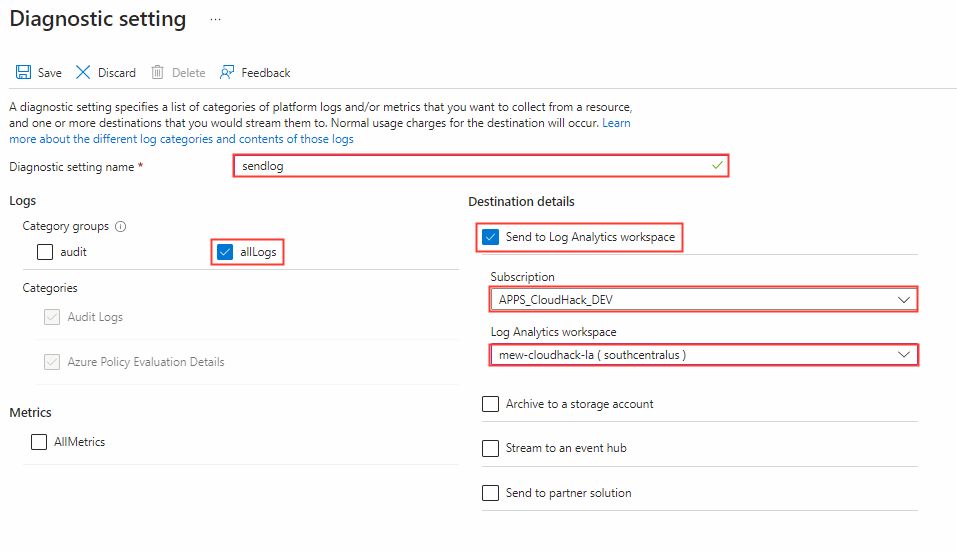 Diagnostic setting ...
Save Discard Delete Feedback
A diagnostic setting specifies a list of categories of platform logs and/or metrics that you want to collect from a resource,
and one or more destinations that you would stream them to. Normal usage charges for the destination will occur. Learn
more about the different log categories and contents of those logs
Diagnostic setting name *
sendlog
Logs
Category groups
audit
allLogs
Categories
Audit Logs
Azure Policy Evaluation Details
Metrics
AllMetrics
Destination details
Send to Log Analytics workspace
Subscription
APPS_CloudHack_DEV
Log Analytics workspace
mew-cloudhack-la ( southcentralus )
Archive to a storage account
Stream to an event hub
Send to partner solution